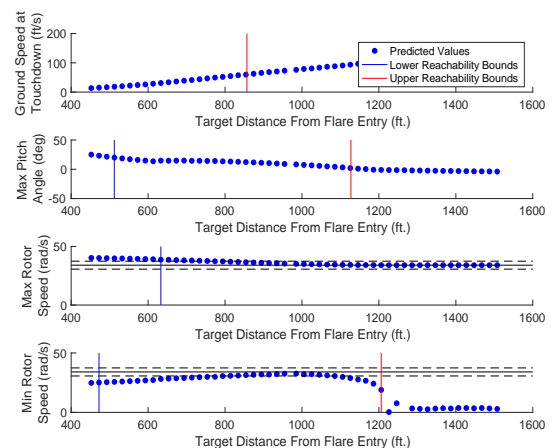 Ground Speed at
Touchdown (ft/s)
200
100
0
400 600 800 1000 1200 1400 1600
Target Distance From Flare Entry (ft.)
Predicted Values
Lower Reachability Bounds
Upper Reachability Bounds
Max Pitch
Angle (deg)
50
0
-50
400 600 800 1000 1200 1400 1600
Target Distance From Flare Entry (ft.)
Max Rotor
Speed (rad/s)
50
0
400 600 800 1000 1200 1400 1600
Target Distance From Flare Entry (ft.)
Min Rotor
Speed (rad/s)
50
0
400 600 800 1000 1200 1400 1600
Target Distance From Flare Entry (ft.)